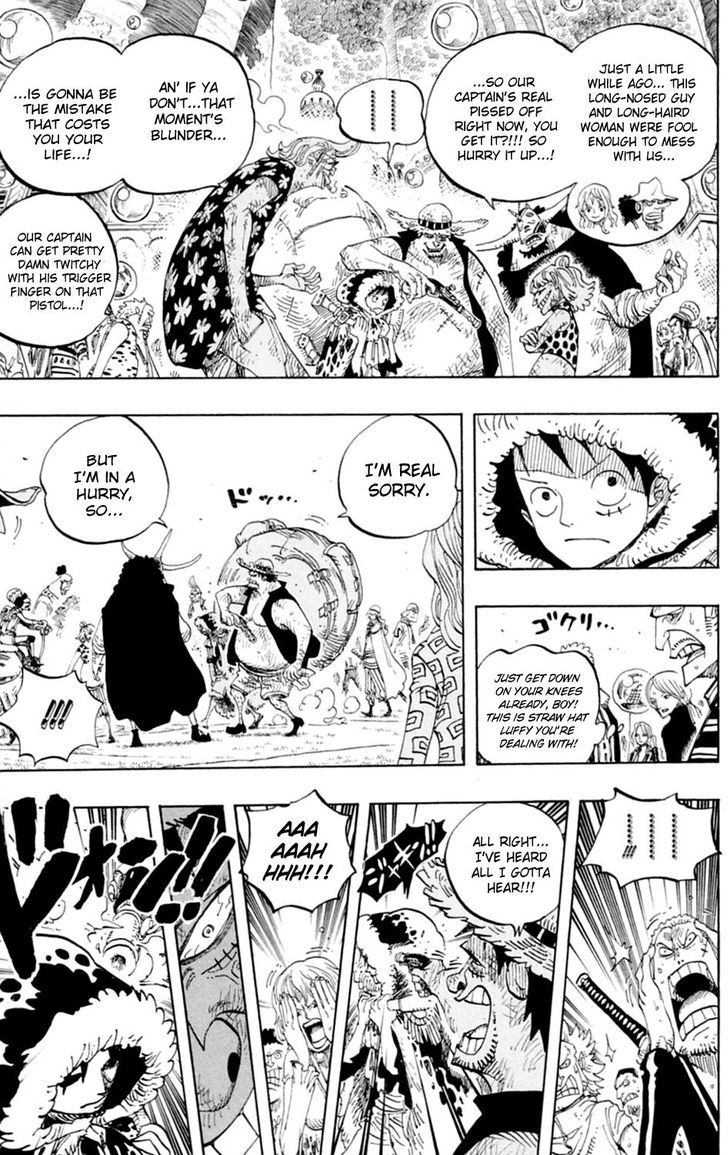 JUST A LITTLE
WHILE AGO... THIS
LONG-NOSED GUY
AND LONG-HAIRD
WOMAN WERE FOOL
ENOUGH TO MESS
WITH US...
...SO OUR
CAPTAIN'S REAL
PISSED OFF
RIGHT NOW, YOU
GET IT?!!! SO
HURRY IT UP...!
AN' IF YA
DON'T...THAT
MOMENT'S
BLUNDER...
...IS GONNA BE
THE MISTAKE
THAT COSTS
YOU YOUR
LIFE...!
OUR CAPTAIN
CAN GET PRETTY
DAMN TWITCHY
WITH HIS TRIGGER
FINGER ON THAT
PISTOL...!
JUST GET DOWN
ON YOUR KNEES
ALREADY, BOY!
THIS IS STRAW HAT
LUFFY YOU'RE
DEALING WITH!
ゴクリ...
I'M REAL
SORRY.
ドッ...
BUT
I'M IN A
HURRY,
SO...
!!!
ALL RIGHT...
I'VE HEARD
ALL I GOTTA
HEAR!!!
AAA
AAAH
HHH!!!